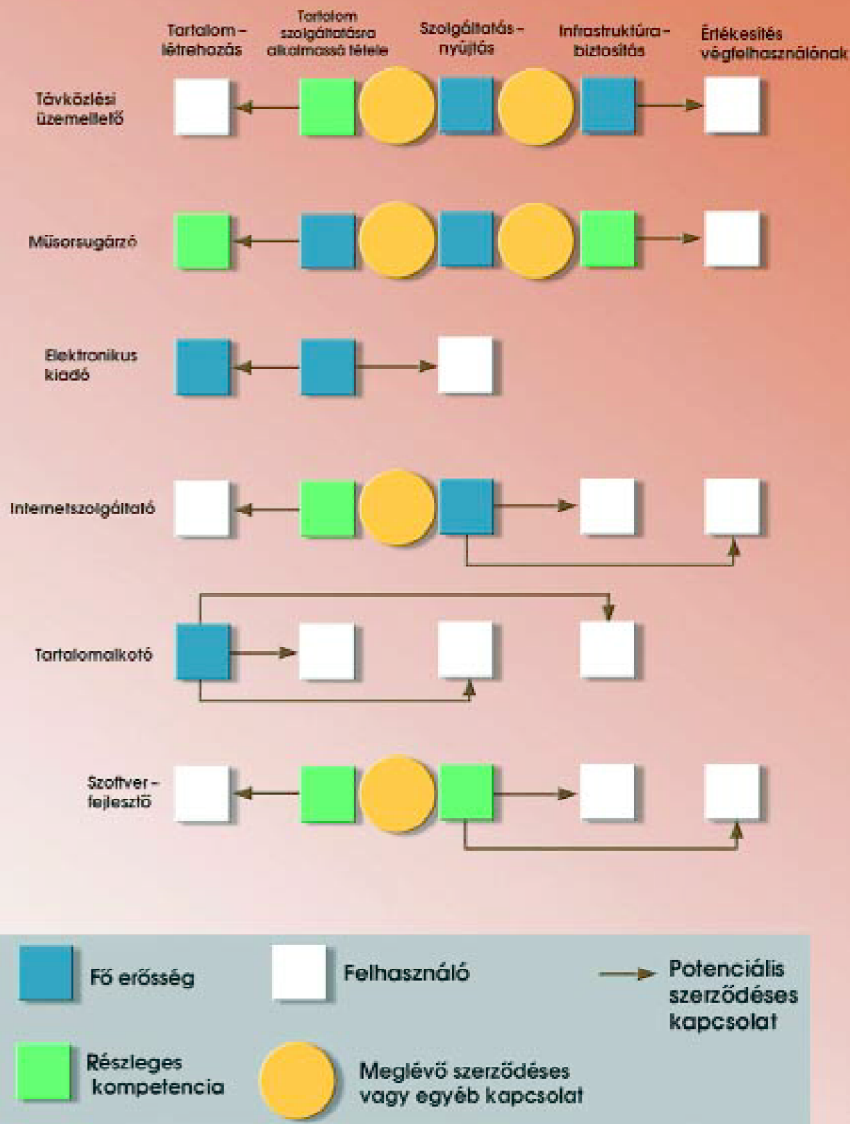 Tartalom–
létrehozás
Tartalom
szolgáltatásra
alkalmassá tétele
Szolgáltatás–
nyújtás
Infrastruktúra–
biztosítás
Értékesítés
végfelhasználónak
Távközlési
üzemeltető
Műsorsugárzó
Elektronikus
kiadó
Internetszolgáltató
Tartalomalkotó
Szoftver–
fejlesztő
Fő erősség
Felhasználó
Potenciális
szerződéses
kapcsolat
Részleges
kompetencia
Meglévő szerződéses
vagy egyéb kapcsolat